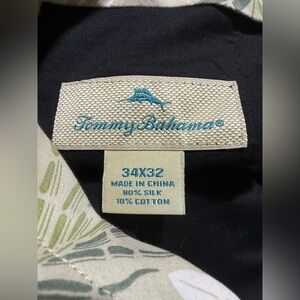 Tommy Bahama®
34X32
MADE IN CHINA
90% SILK
10% COTTON